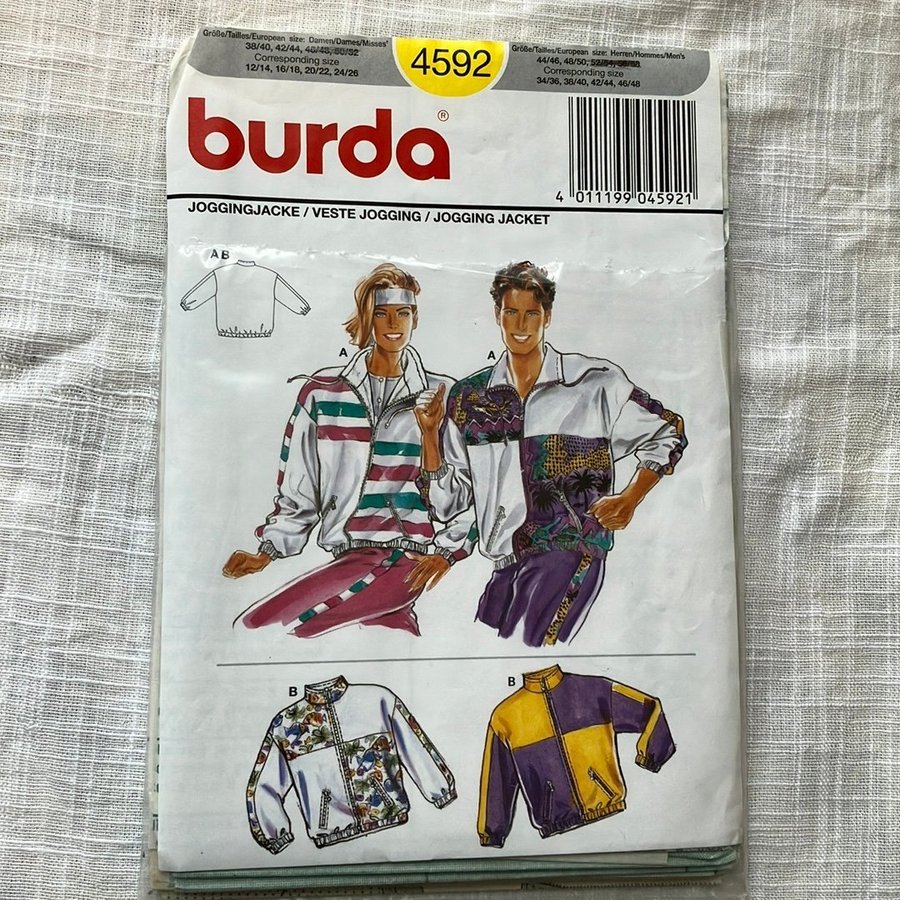 Größe/Tailles/European size: Damen/Dames/Misses'
38/40, 42/44, 46/48, 50/52
Corresponding size
12/14, 16/18, 20/22, 24/26
4592
Größe/Tailles/European size: Herren/Hommes/Men's
44/46, 48/50, 52/54, 56/58
Corresponding size
34/36, 38/40, 42/44, 46/48
burda®
4 011199 045921
JOGGINGJACKE / VESTE JOGGING / JOGGING JACKET
A B
A
A
B
B